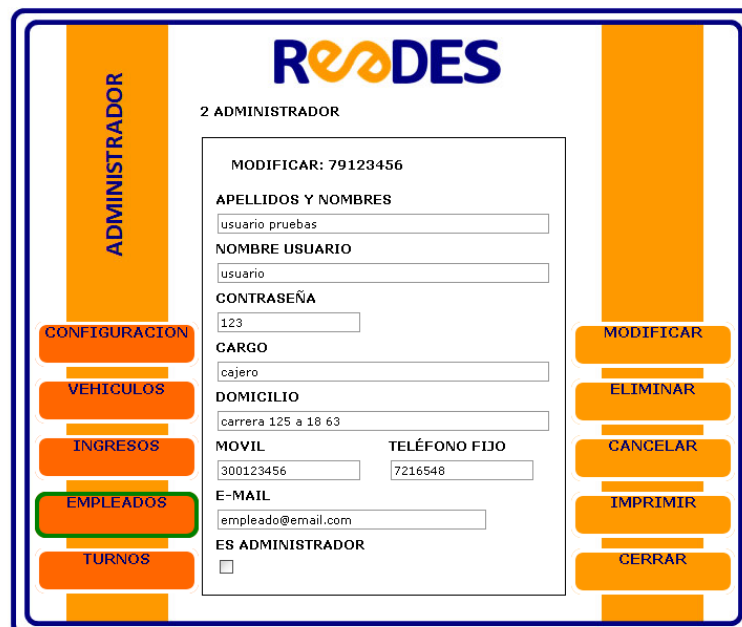 ReeDES
ADMINISTRADOR
2 ADMINISTRADOR
MODIFICAR: 79123456
APELLIDOS Y NOMBRES
usuario pruebas
NOMBRE USUARIO
usuario
CONTRASEÑA
123
CARGO
cajero
DOMICILIO
carrera 125 a 18 63
MOVIL TELÉFONO FIJO
300123456 7216548
E-MAIL
empleado@email.com
ES ADMINISTRADOR
CONFIGURACION
VEHICULOS
INGRESOS
EMPLEADOS
TURNOS
MODIFICAR
ELIMINAR
CANCELAR
IMPRIMIR
CERRAR